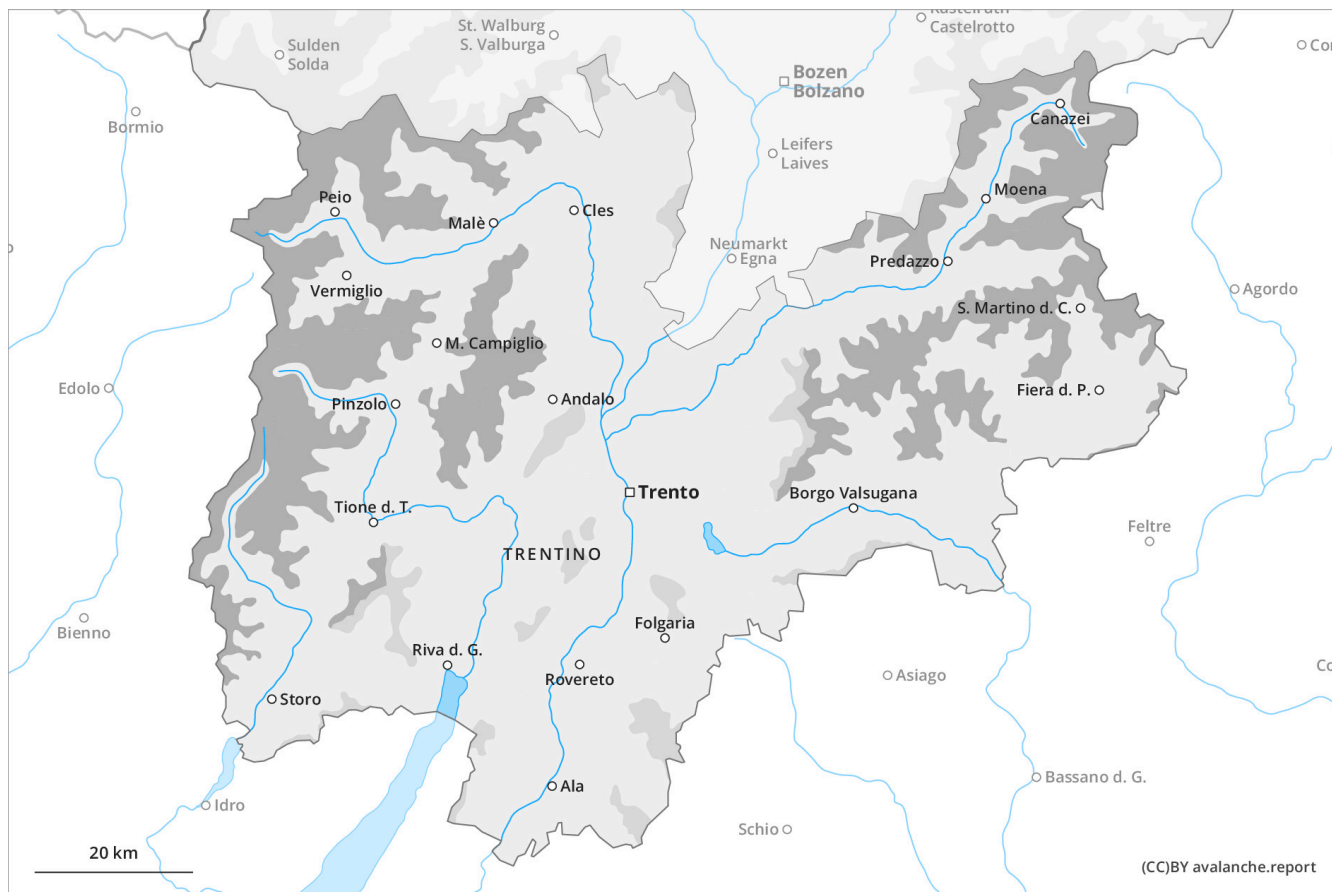 Kastelruth
Castelrotto
St. Walburg
S. Valburga
Sulden
Solda
Bozen
Bolzano
Bormio
Canazei
Leifers
Laives
Moena
Peio
Malè
Cles
Neumarkt
Egna
Predazzo
Vermiglio
Agordo
S. Martino d. C.
M. Campiglio
Edolo
Pinzolo
Andalo
Fiera d. P.
Trento
Borgo Valsugana
Tione d. T.
Feltre
TRENTINO
Bienno
Folgaria
Riva d. G.
Rovereto
Asiago
Storo
Ala
Bassano d. G.
Idro
Schio
20 km
(CC)BY avalanche.report